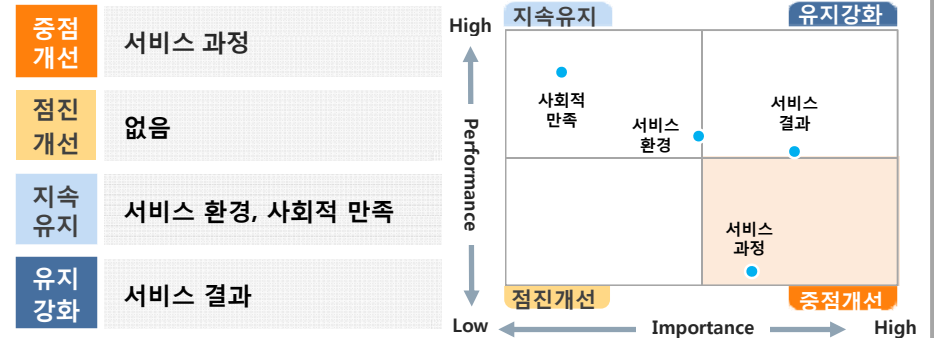 중점
개선
서비스 과정
점진
개선
없음
지속
유지
서비스 환경, 사회적 만족
유지
강화
서비스 결과
High
Performance
Low
지속유지
유지강화
사회적
만족
서비스
환경
서비스
결과
서비스
과정
점진개선
중점개선
Importance
High